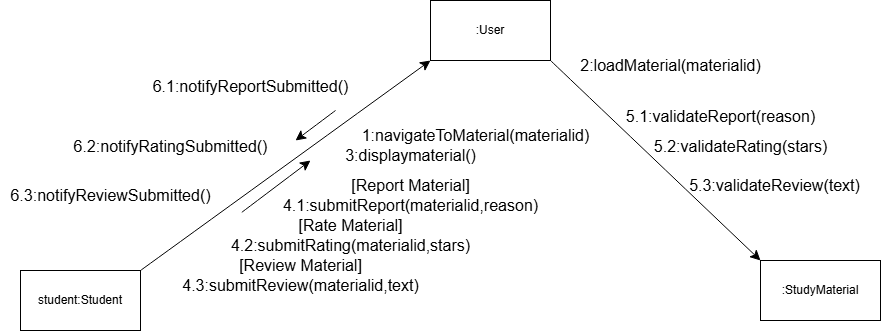 :User
2:loadMaterial(materialid)
6.1:notifyReportSubmitted()
5.1:validateReport(reason)
1:navigateToMaterial(materialid)
6.2:notifyRatingSubmitted()
3:displaymaterial()
5.2:validateRating(stars)
[Report Material]
5.3:validateReview(text)
6.3:notifyReviewSubmitted()
4.1:submitReport(materialid,reason)
[Rate Material]
4.2:submitRating(materialid,stars)
[Review Material]
4.3:submitReview(materialid,text)
student:Student
:StudyMaterial